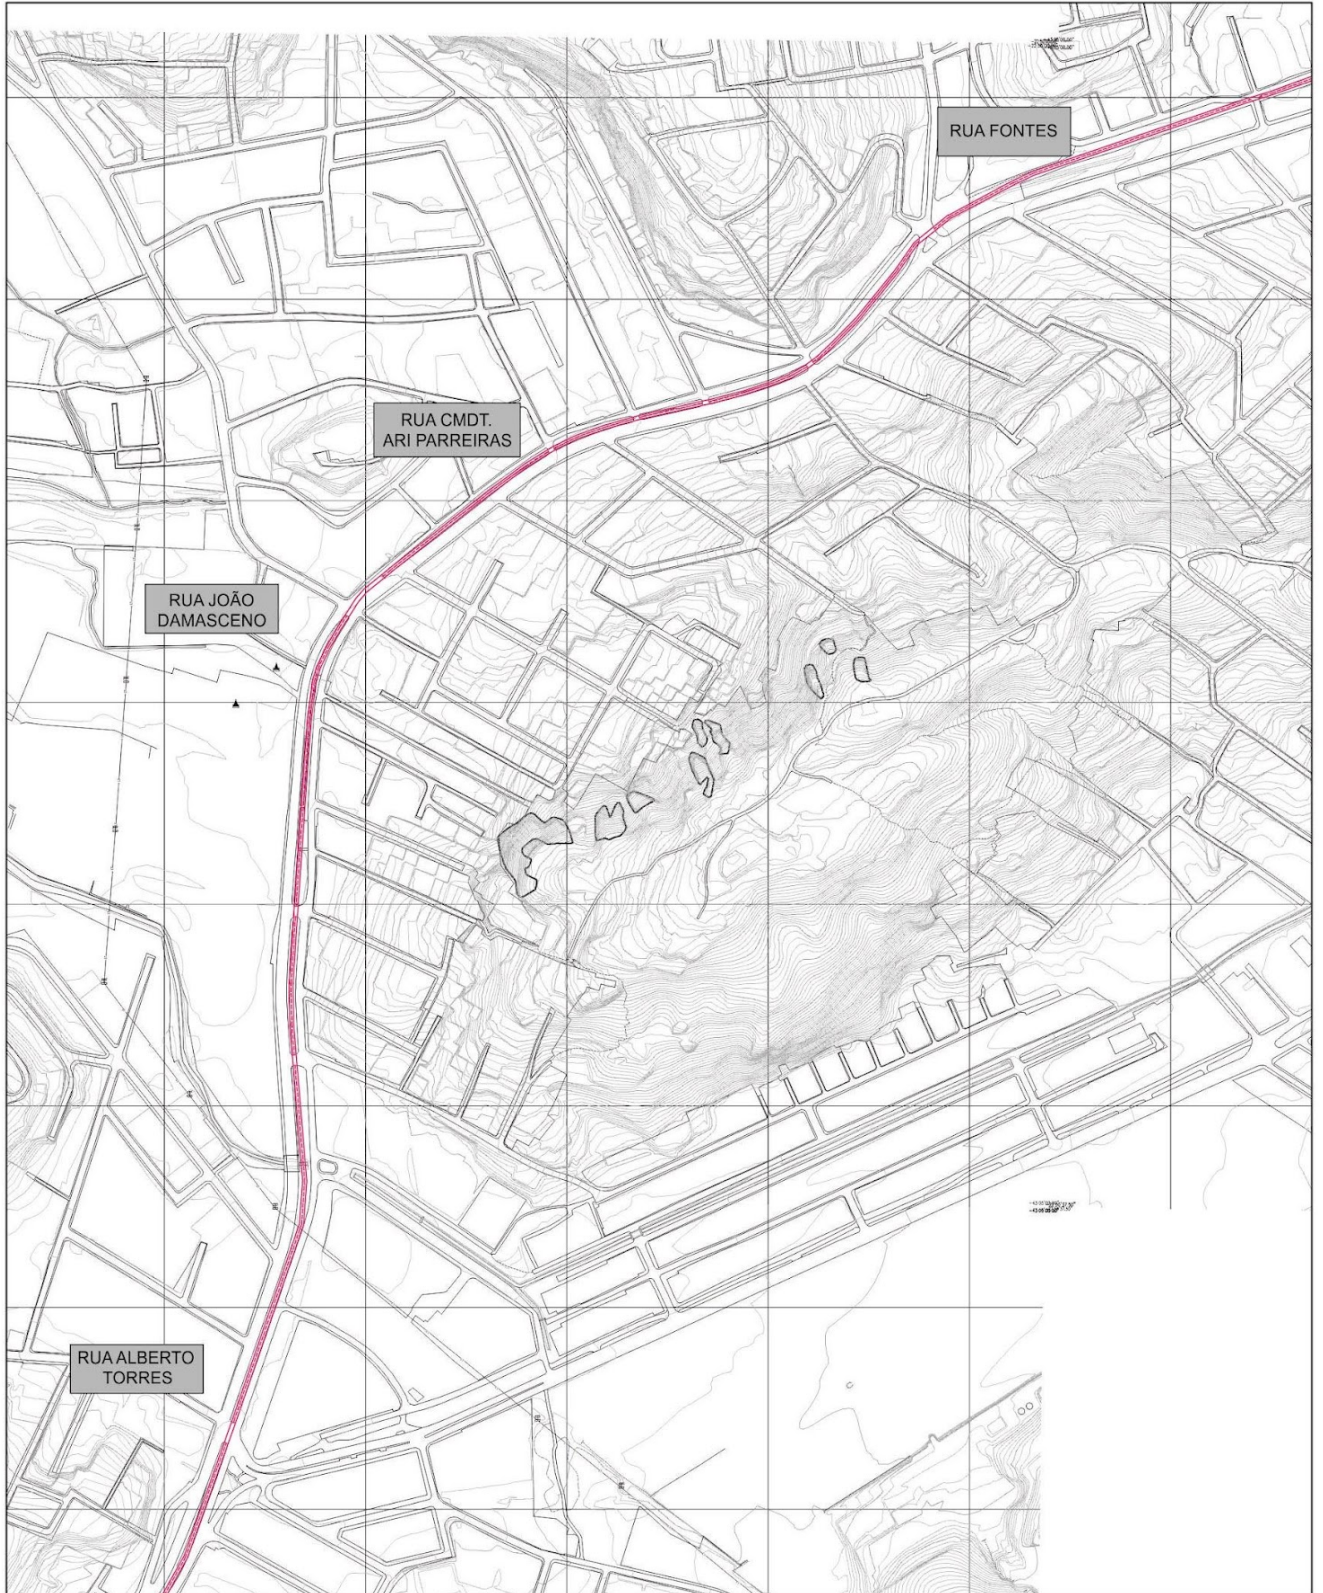 RUA FONTES
RUA CMDT.
ARI PARREIRAS
RUA JOÃO
DAMASCENO
RUA ALBERTO
TORRES